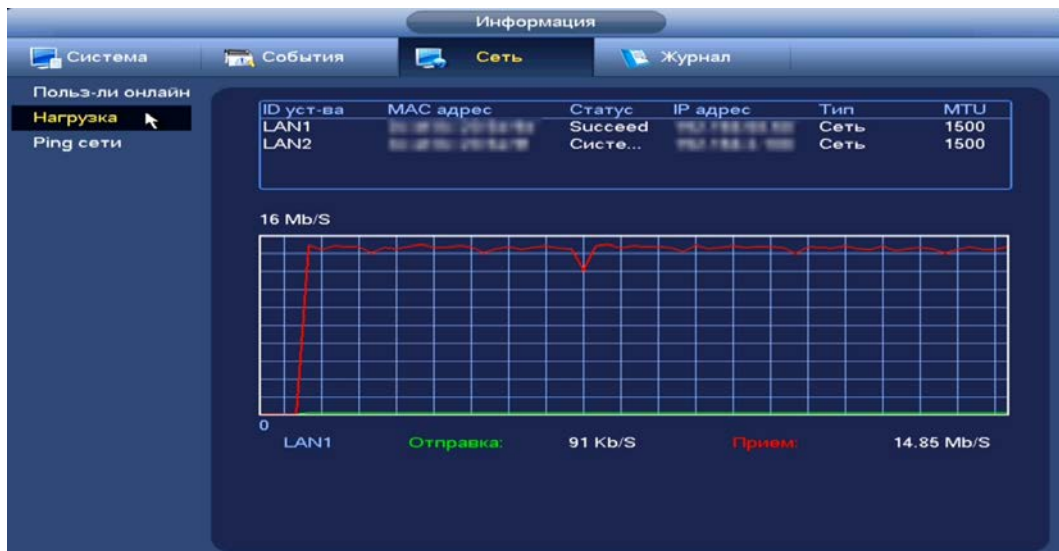 Информация
Система События Сеть Журнал
Польз-ли онлайн
Нагрузка
Ping сети
ID уст-ва MAC адрес Статус IP адрес Тип MTU
LAN1 Succeed Сеть 1500
LAN2 Систе... Сеть 1500
16 Mb/S
0
LAN1 Отправка: 91 Kb/S Прием: 14.85 Mb/S